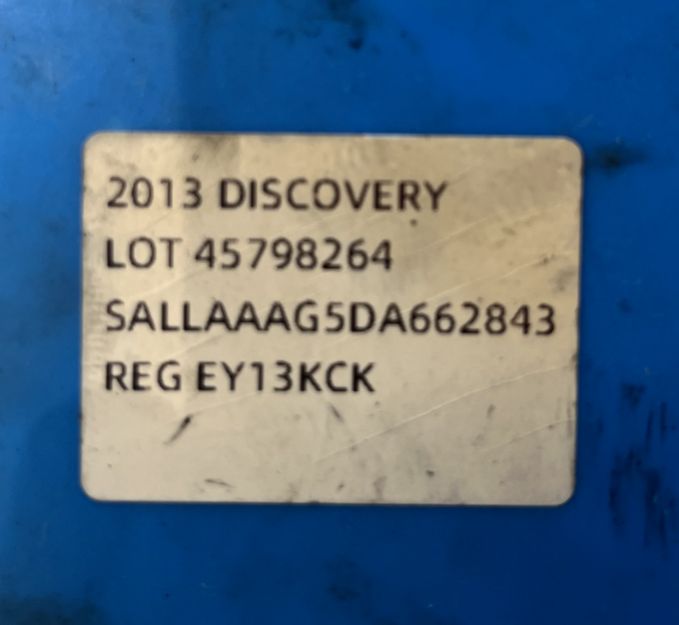 2013 DISCOVERY
LOT 45798264
SALLAAAG5DA662843
REG EY13KCK